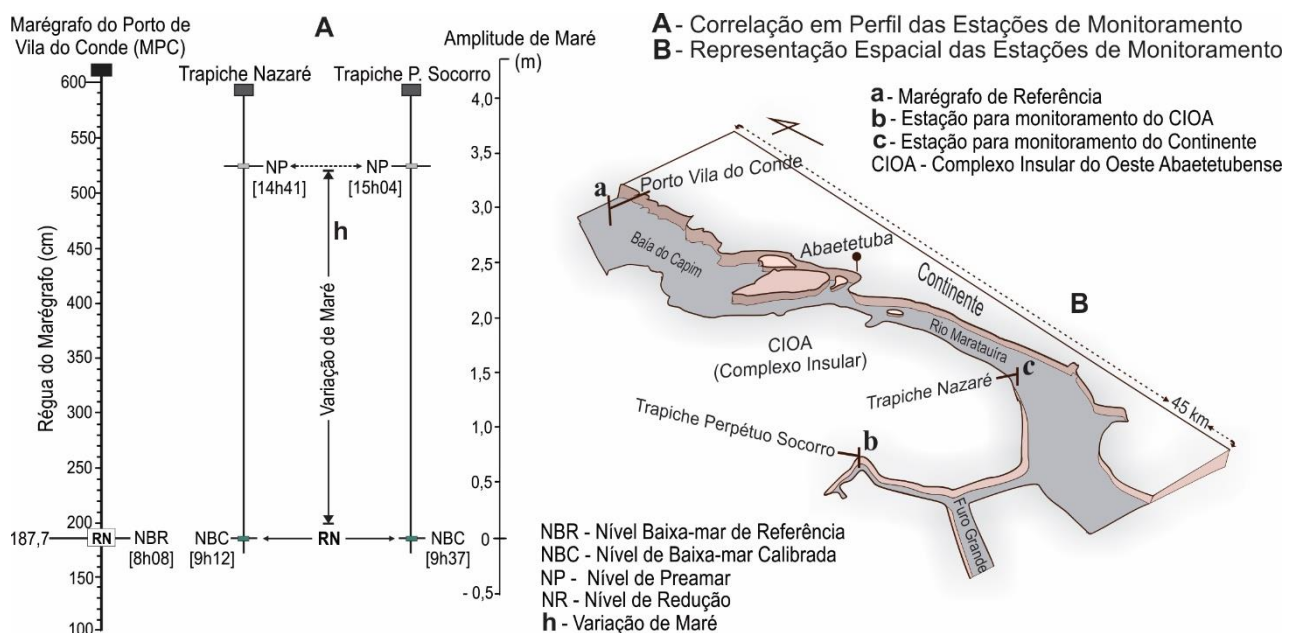 Marégrafo do Porto de
Vila do Conde (MPC)
A
Trapiche Nazaré
Trapiche P. Socorro
Amplitude de Maré
(m)
Régua do Marégrafo (cm)
600
550
500
450
400
350
300
250
200
187,7
150
100
RN
NBR
[8h08]
NP
[14h41]
NP
[15h04]
h
Variação de Maré
NBC
[9h12]
RN
NBC
[9h37]
4,0
3,5
3,0
2,5
2,0
1,5
1,0
0,5
0
- 0,5
A - Correlação em Perfil das Estações de Monitoramento
B - Representação Espacial das Estações de Monitoramento
a - Marégrafo de Referência
b - Estação para monitoramento do CIOA
c - Estação para monitoramento do Continente
CIOA - Complexo Insular do Oeste Abaetetubense
a
Porto Vila do Conde
Baía do Capim
Abaetetuba
Continente
B
Rio Maratauíra
CIOA
(Complexo Insular)
c
Trapiche Nazaré
45 km
Trapiche Perpétuo Socorro
b
Furo Grande
NBR - Nível Baixa-mar de Referência
NBC - Nível de Baixa-mar Calibrada
NP - Nível de Preamar
NR - Nível de Redução
h - Variação de Maré